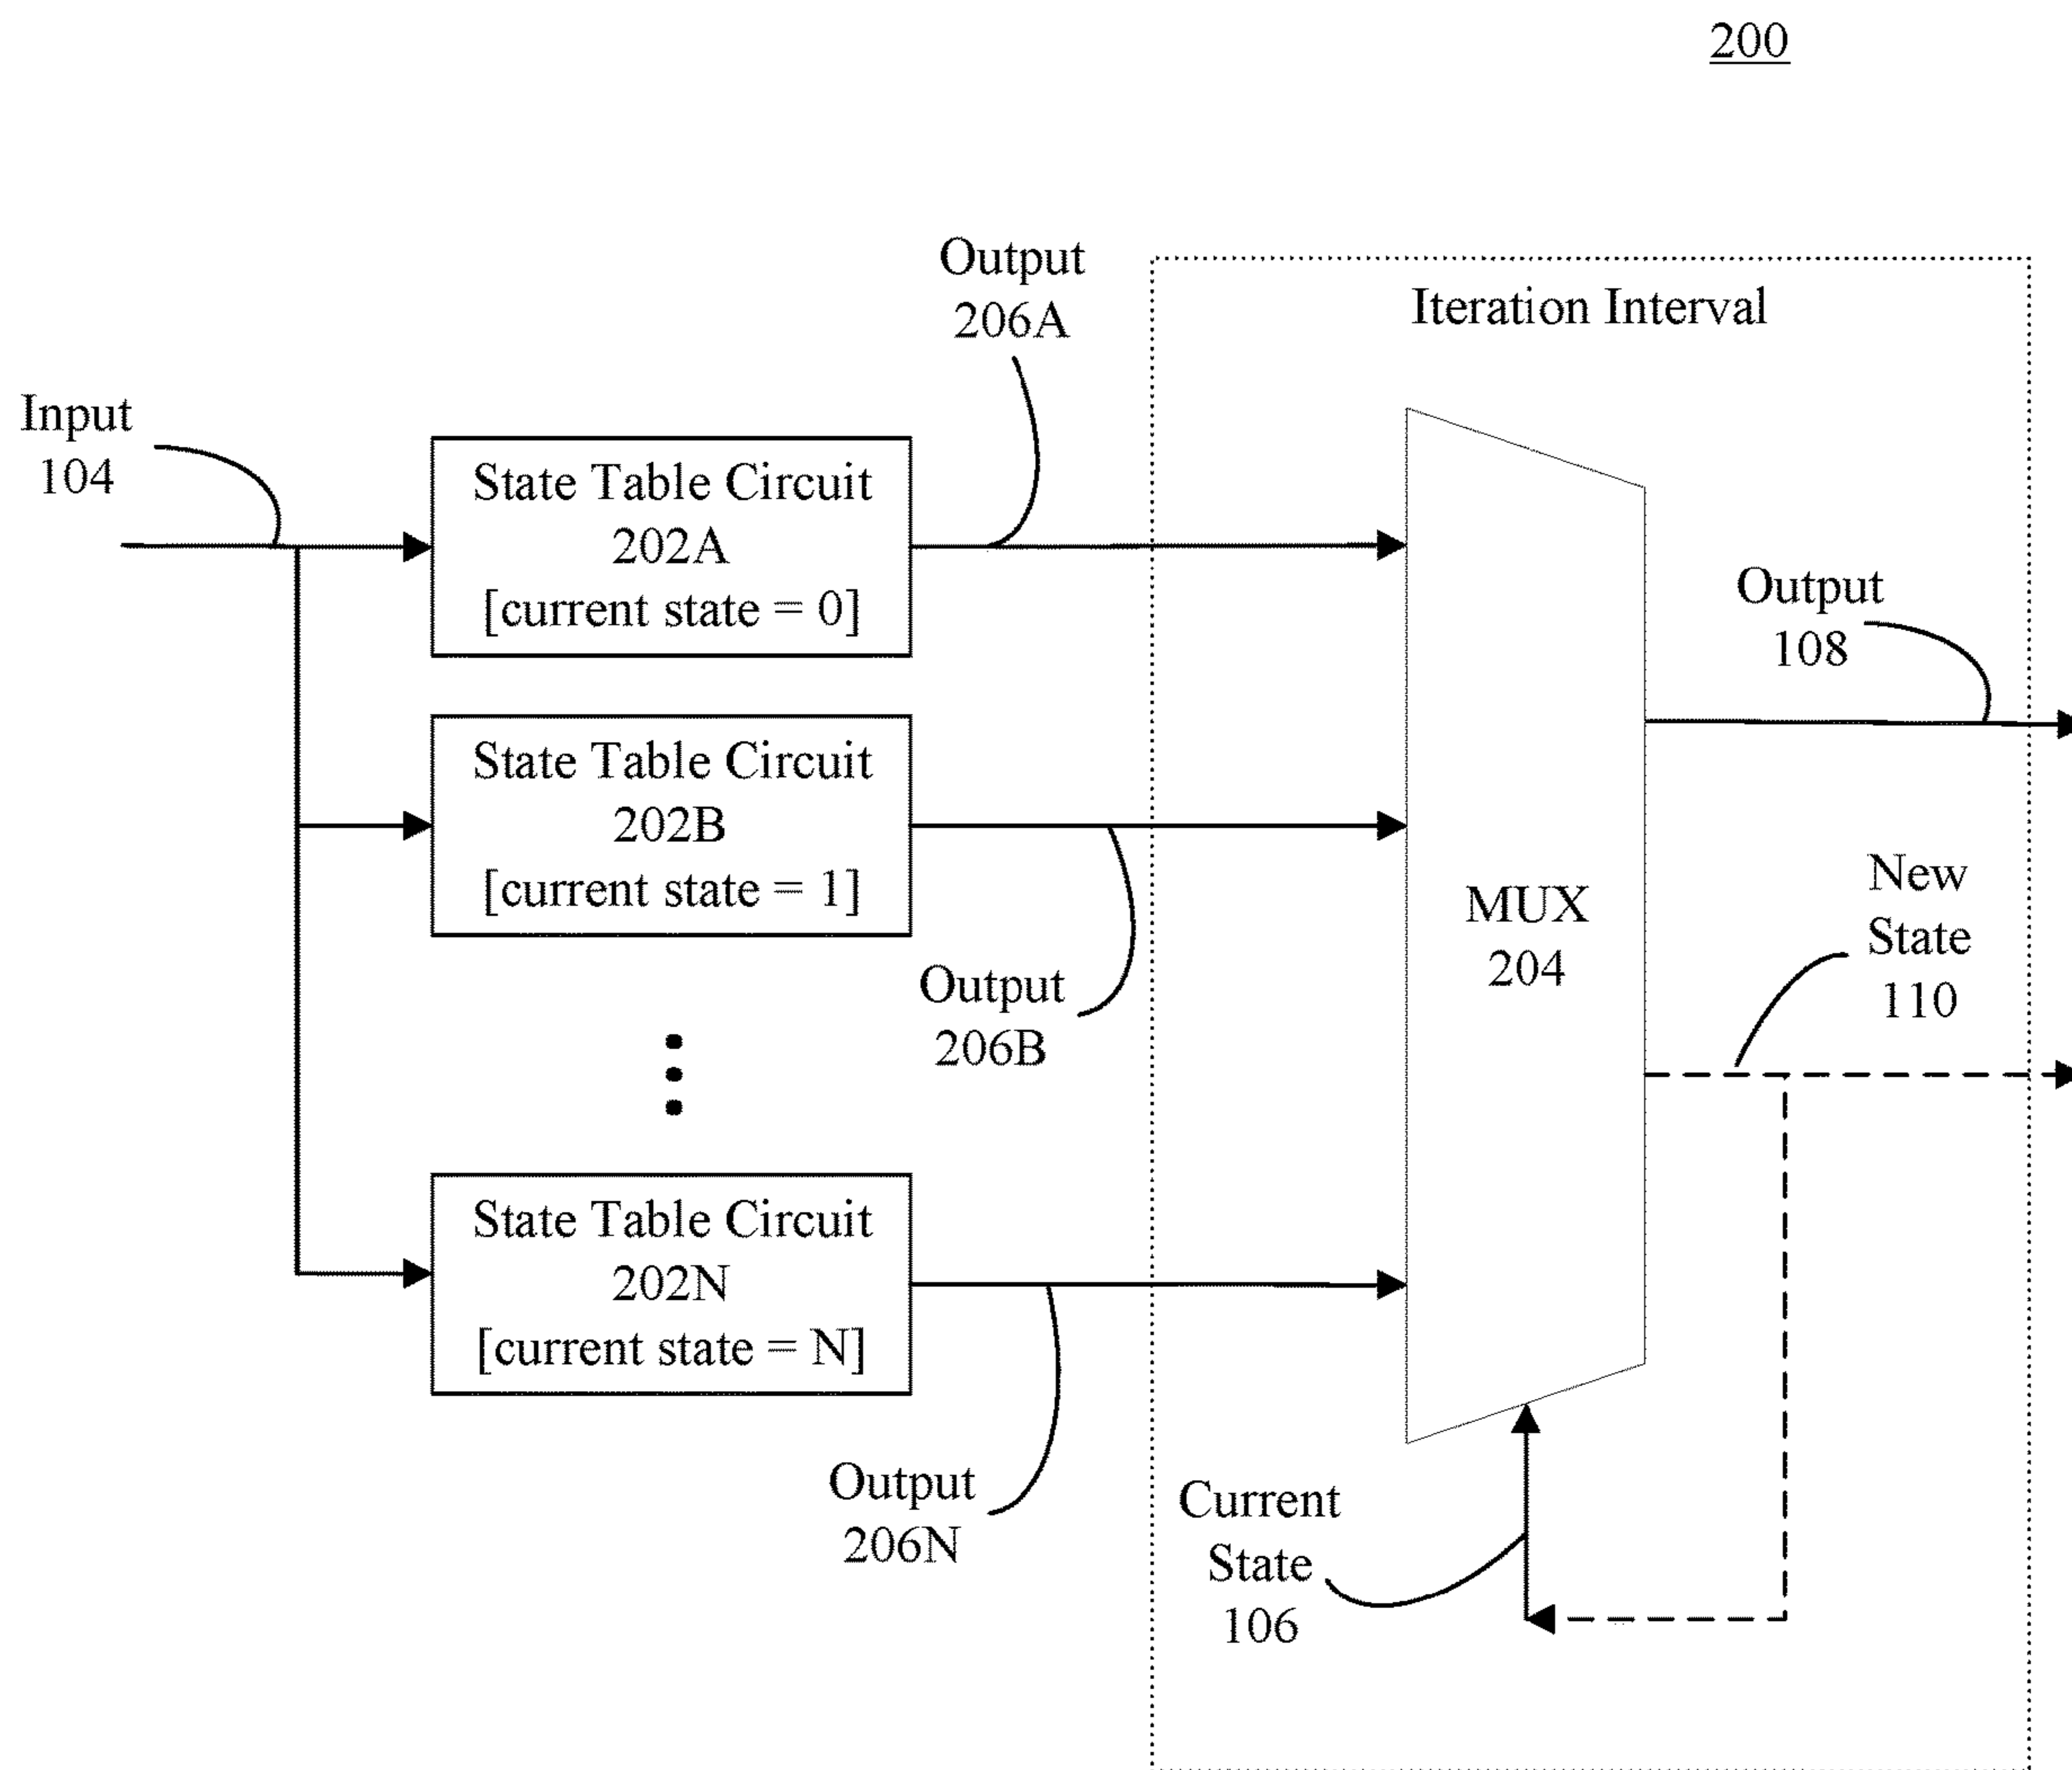 200
Output
206A
Iteration Interval
Input
104
State Table Circuit
202A
[current state = 0]
Output
108
State Table Circuit
202B
[current state = 1]
New
State
110
MUX
204
Output
206B
State Table Circuit
202N
[current state = N]
Output
206N
Current
State
106